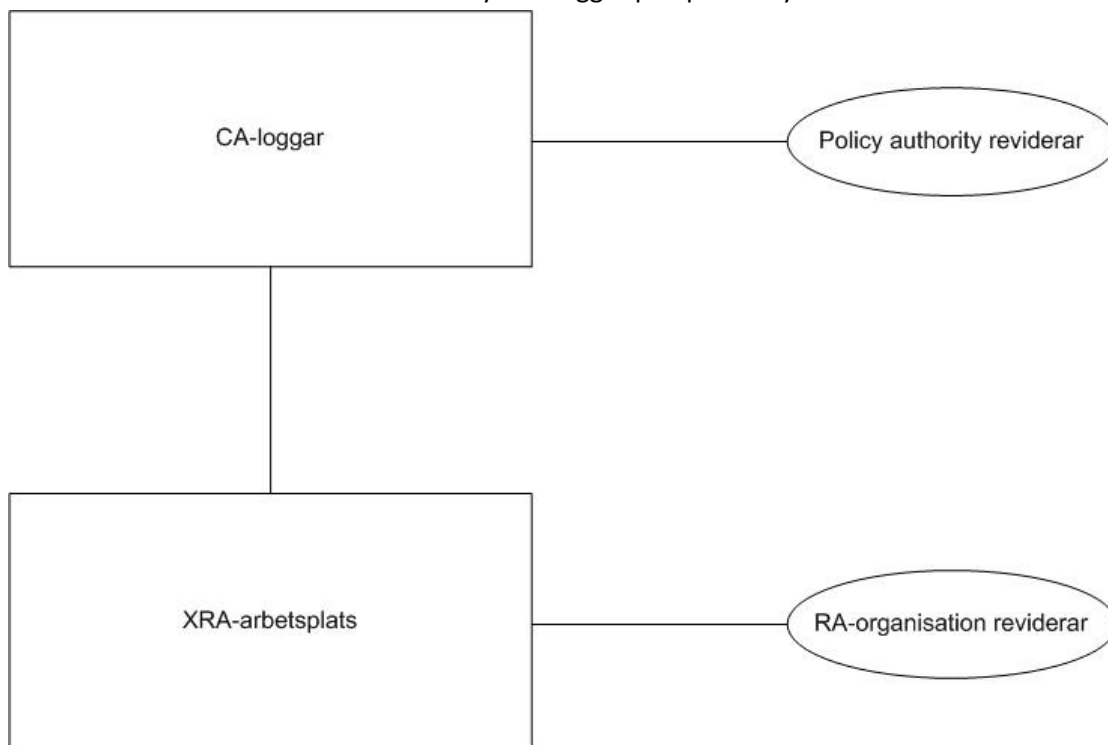 CA-loggar
Policy authority reviderar
XRA-arbetsplats
RA-organisation reviderar